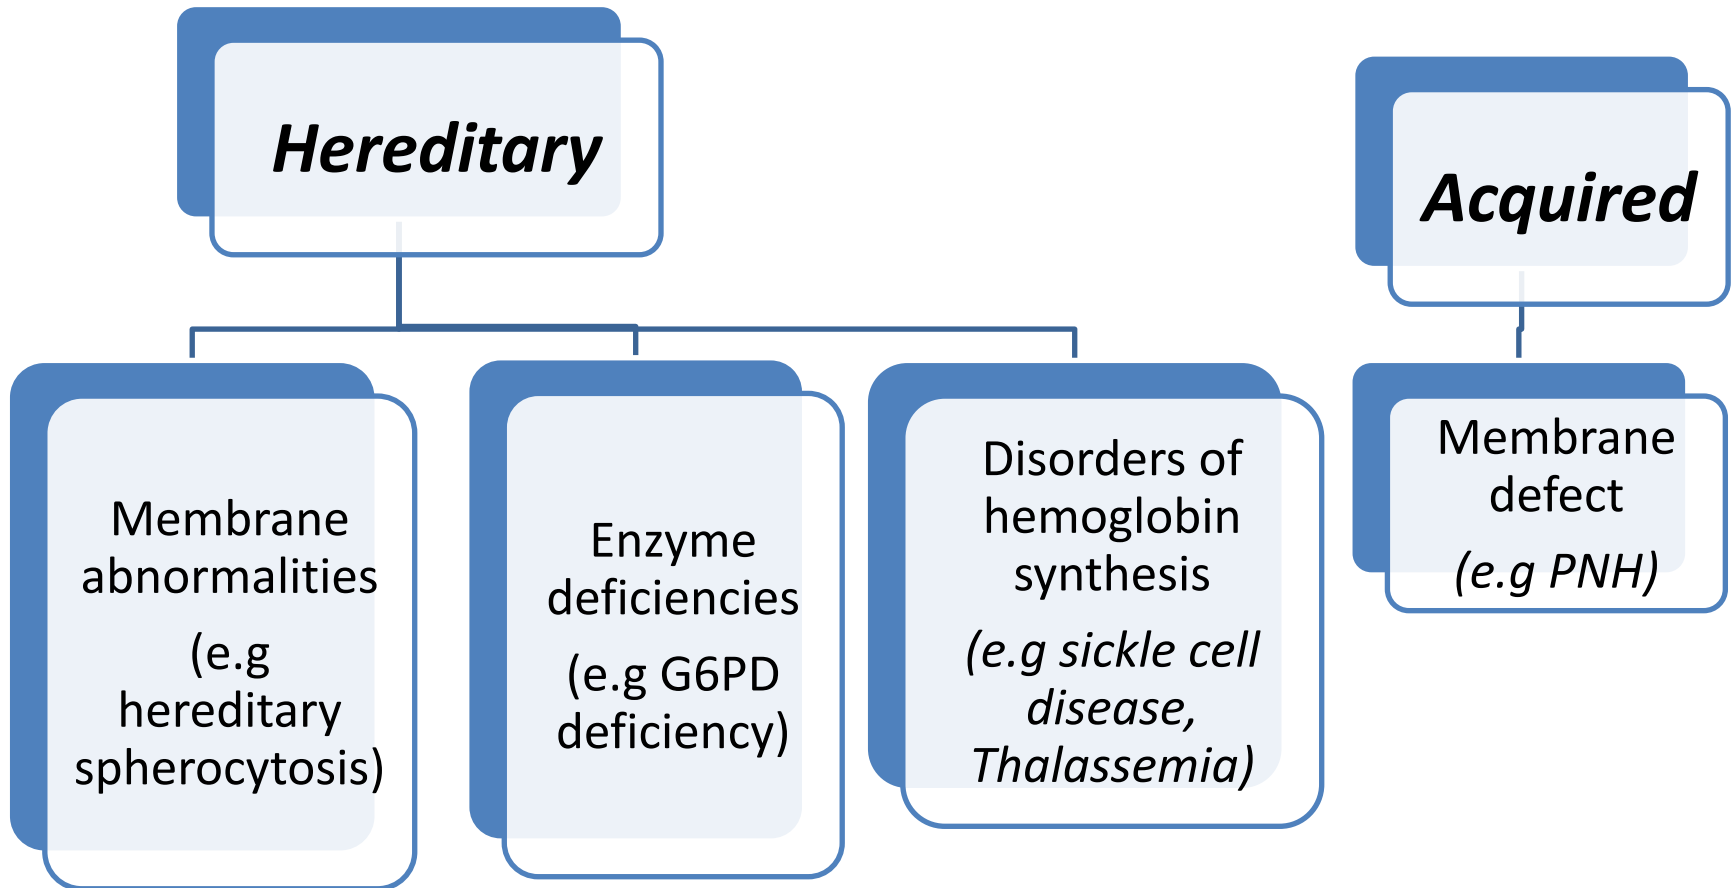 Hereditary
Acquired
Membrane
abnormalities
(e.g
hereditary
spherocytosis)
Enzyme
deficiencies
(e.g G6PD
deficiency)
Disorders of
hemoglobin
synthesis
(e.g sickle cell
disease,
Thalassemia)
Membrane
defect
(e.g PNH)